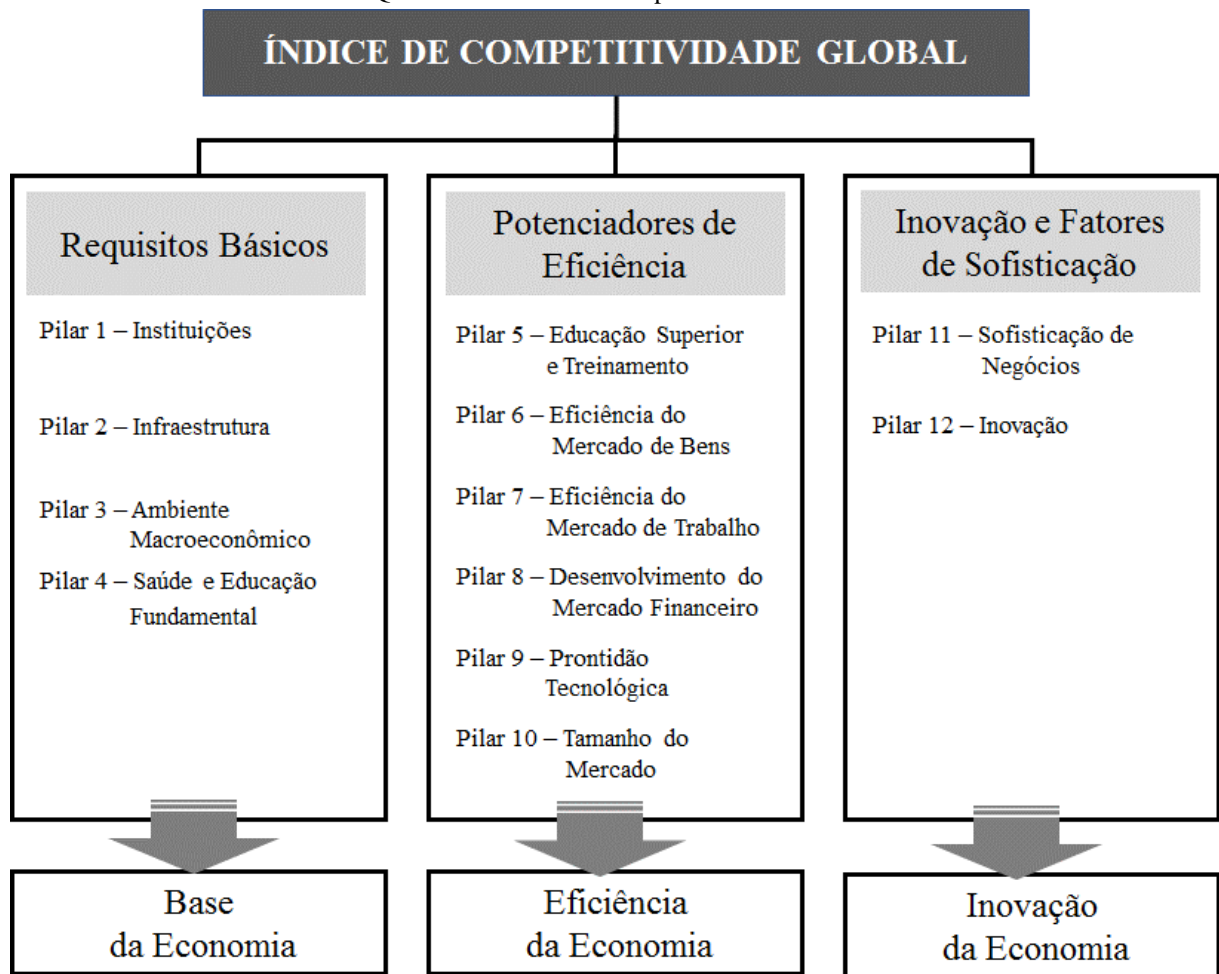 ÍNDICE DE COMPETITIVIDADE GLOBAL
Requisitos Básicos
Pilar 1 – Instituições
Pilar 2 – Infraestrutura
Pilar 3 – Ambiente
Macroeconômico
Pilar 4 – Saúde e Educação
Fundamental
Base
da Economia
Potenciadores de
Eficiência
Pilar 5 – Educação Superior
e Treinamento
Pilar 6 – Eficiência do
Mercado de Bens
Pilar 7 – Eficiência do
Mercado de Trabalho
Pilar 8 – Desenvolvimento do
Mercado Financeiro
Pilar 9 – Prontidão
Tecnológica
Pilar 10 – Tamanho do
Mercado
Eficiência
da Economia
Inovação e Fatores
de Sofisticação
Pilar 11 – Sofisticação de
Negócios
Pilar 12 – Inovação
Inovação
da Economia